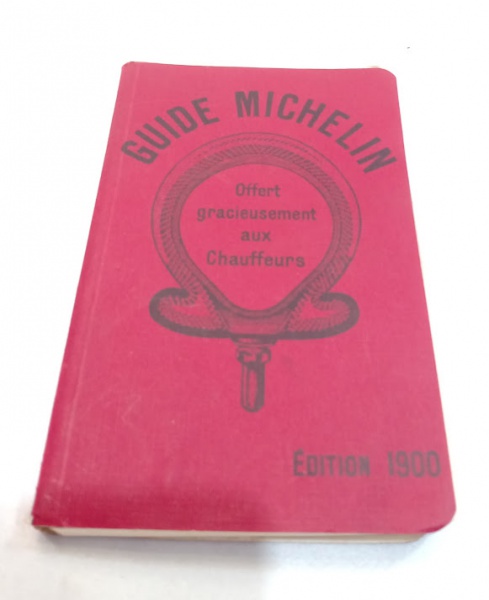 GUIDE MICHELIN
Offert
gracieusement
aux
Chauffeurs
ÉDITION 1900